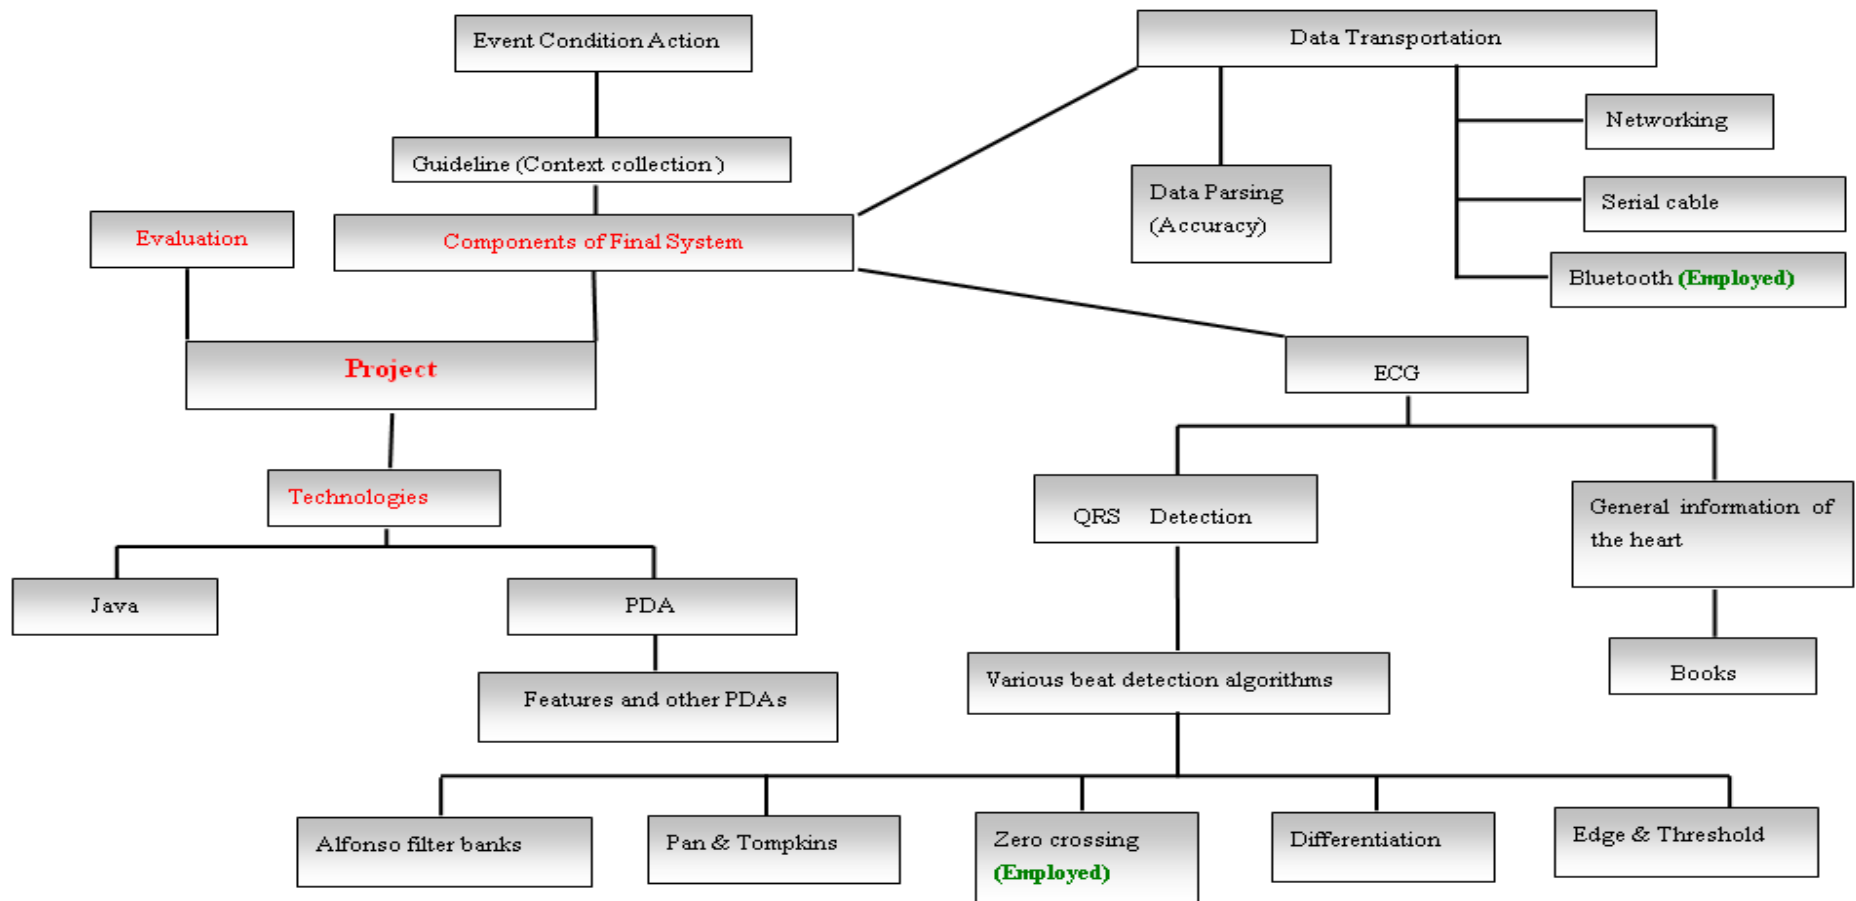 Event Condition Action
Data Transportation
Networking
Guideline (Context collection )
Data Parsing
(Accuracy)
Serial cable
Evaluation
Components of Final System
Bluetooth (Employed)
Project
ECG
Technologies
QRS Detection
General information of
the heart
Java
PDA
Books
Various beat detection algorithms
Features and other PDAs
Alfonso filter banks
Pan & Tompkins
Zero crossing
(Employed)
Differentiation
Edge & Threshold